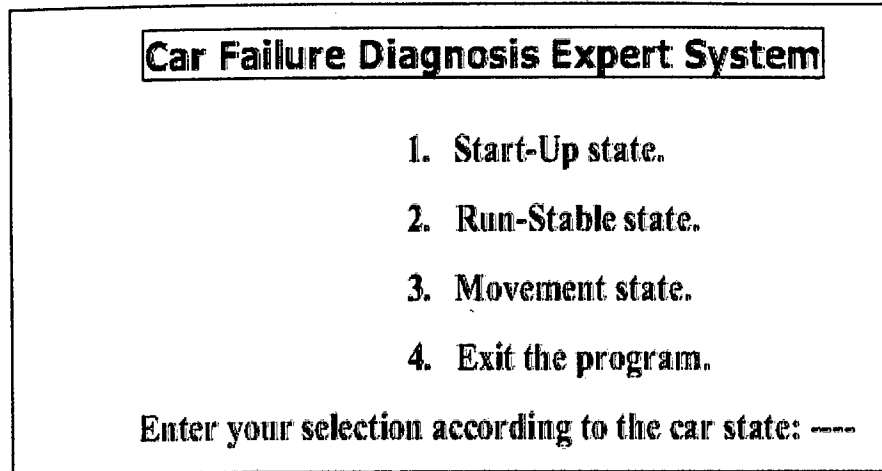 Car Failure Diagnosis Expert System
1. Start-Up state.
2. Run-Stable state.
3. Movement state.
4. Exit the program.
Enter your selection according to the car state: ----